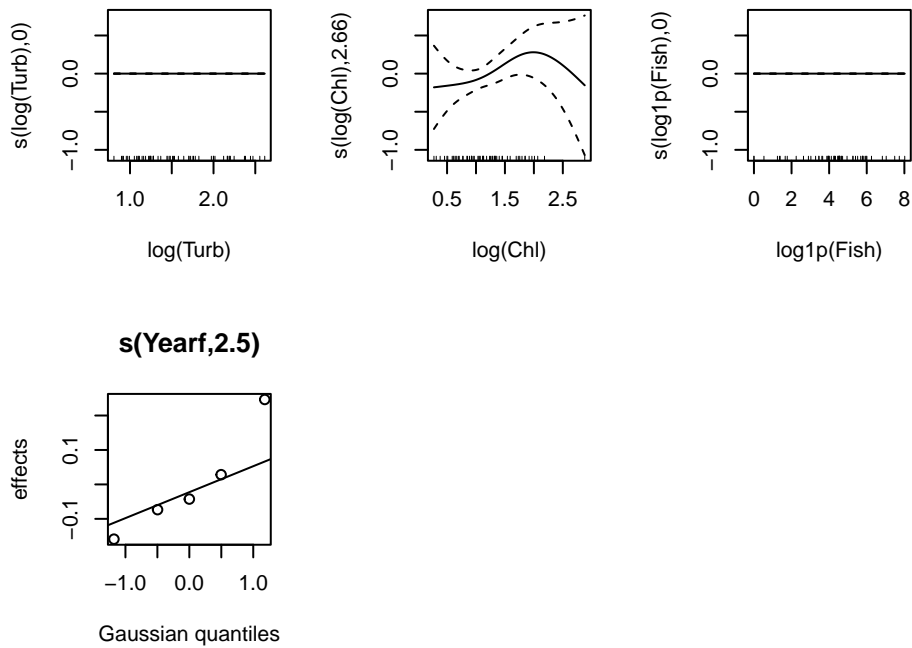 s(log(Turb),0)
0.0
−1.0
1.0 2.0
log(Turb)
s(log(Chl),2.66)
0.0
−1.0
0.5 1.5 2.5
log(Chl)
s(log1p(Fish),0)
0.0
−1.0
0 2 4 6 8
log1p(Fish)
s(Yearf,2.5)
effects
0.1
−0.1
−1.0 0.0 1.0
Gaussian quantiles